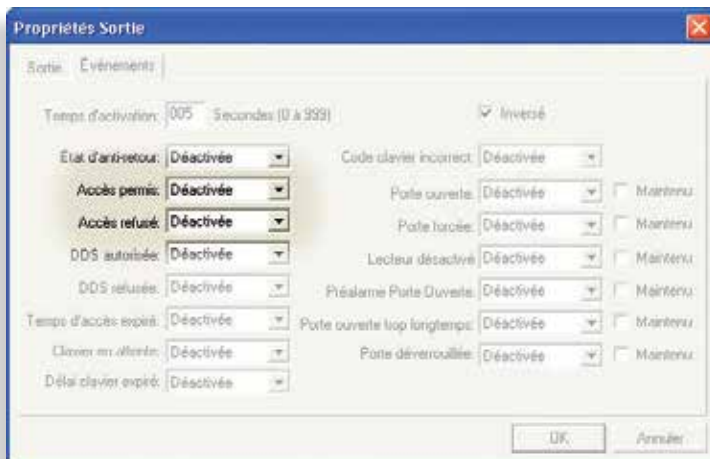 Propriétés Sortie
Sortie Événements
Temps d'activation: 005 Secondes (0 à 999) Inversé
État d'anti-retour: Désactivée Code clavier incorrect: Désactivée
Accès permis: Désactivée Porte ouverte: Désactivée Maintenu
Accès refusé: Désactivée Porte forcée: Désactivée Maintenu
DDS autorisée: Désactivée Lecteur désactivé Désactivée Maintenu
DDS refusée: Désactivée Préalarme Porte Ouverte: Désactivée Maintenu
Temps d'accès expiré: Désactivée Porte ouverte trop longtemps: Désactivée Maintenu
Clavier en attente: Désactivée Porte déverrouillée: Désactivée Maintenu
Délai clavier expiré: Désactivée
OK Annuler